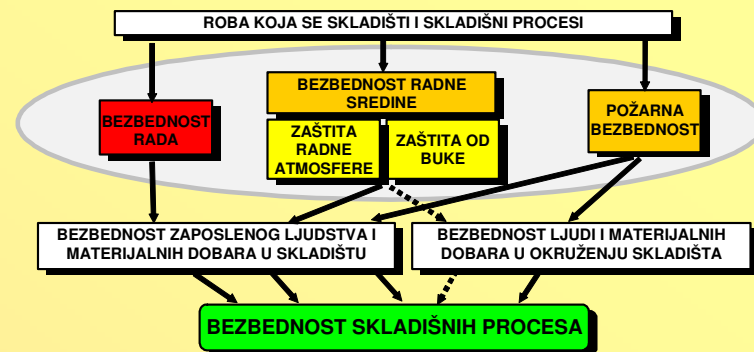 ROBA KOJA SE SKLADIŠTI I SKLADIŠNI PROCESI
BEZBEDNOST RADNE
SREDINE
BEZBEDNOST
RADA
POŽARNA
BEZBEDNOST
ZAŠTITA
RADNE
ATMOSFERE
ZAŠTITA OD
BUKE
BEZBEDNOST ZAPOSLENOG LJUDSTVA I
MATERIJALNIH DOBARA U SKLADIŠTU
BEZBEDNOST LJUDI I MATERIJALNIH
DOBARA U OKRUŽENJU SKLADIŠTA
BEZBEDNOST SKLADIŠNIH PROCESA